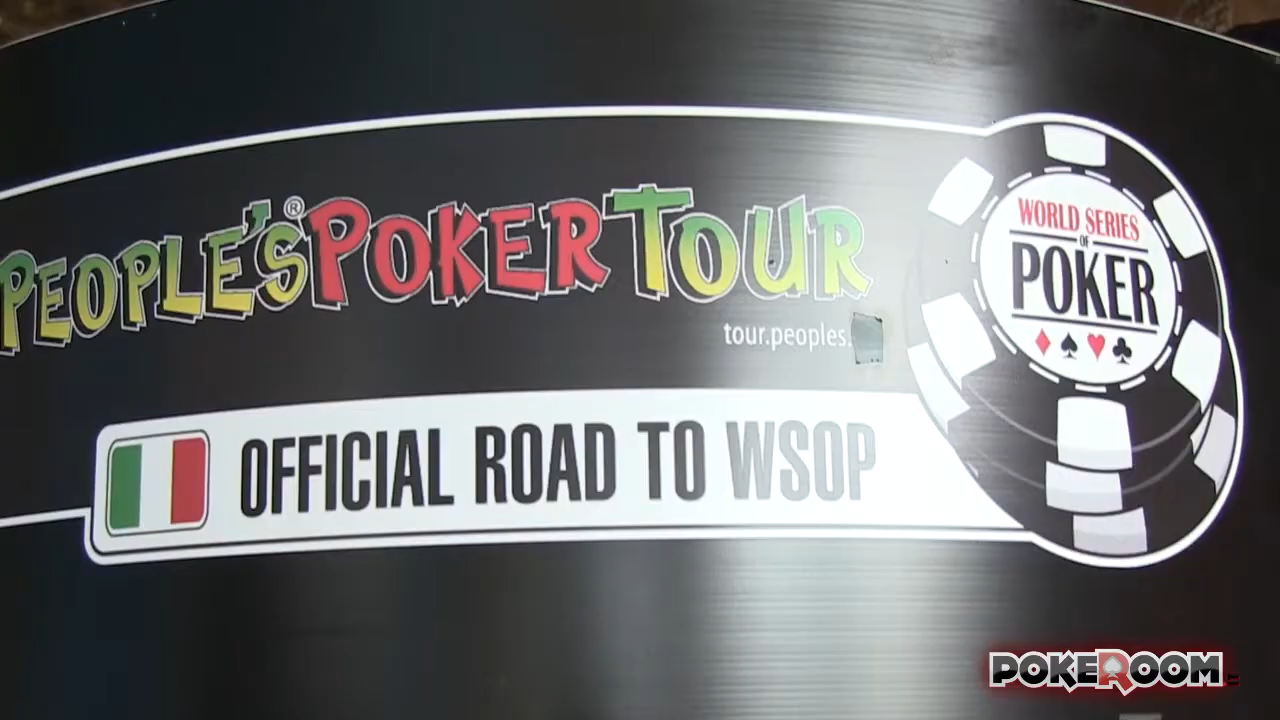 PEOPLE'S® POKER TOUR
tour.peoples.
OFFICIAL ROAD TO WSOP
WORLD SERIES
OF
POKER
POKEROOM